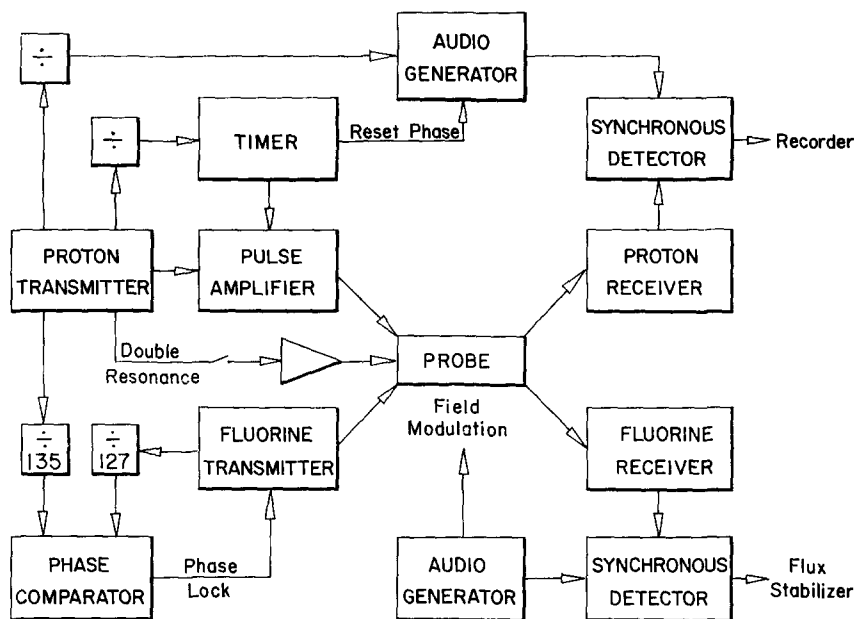 ÷
AUDIO
GENERATOR
÷
TIMER
Reset Phase
SYNCHRONOUS
DETECTOR
Recorder
PROTON
TRANSMITTER
PULSE
AMPLIFIER
PROTON
RECEIVER
Double
Resonance
PROBE
Field
Modulation
÷
135
÷
127
FLUORINE
TRANSMITTER
FLUORINE
RECEIVER
PHASE
COMPARATOR
Phase
Lock
AUDIO
GENERATOR
SYNCHRONOUS
DETECTOR
Flux
Stabilizer